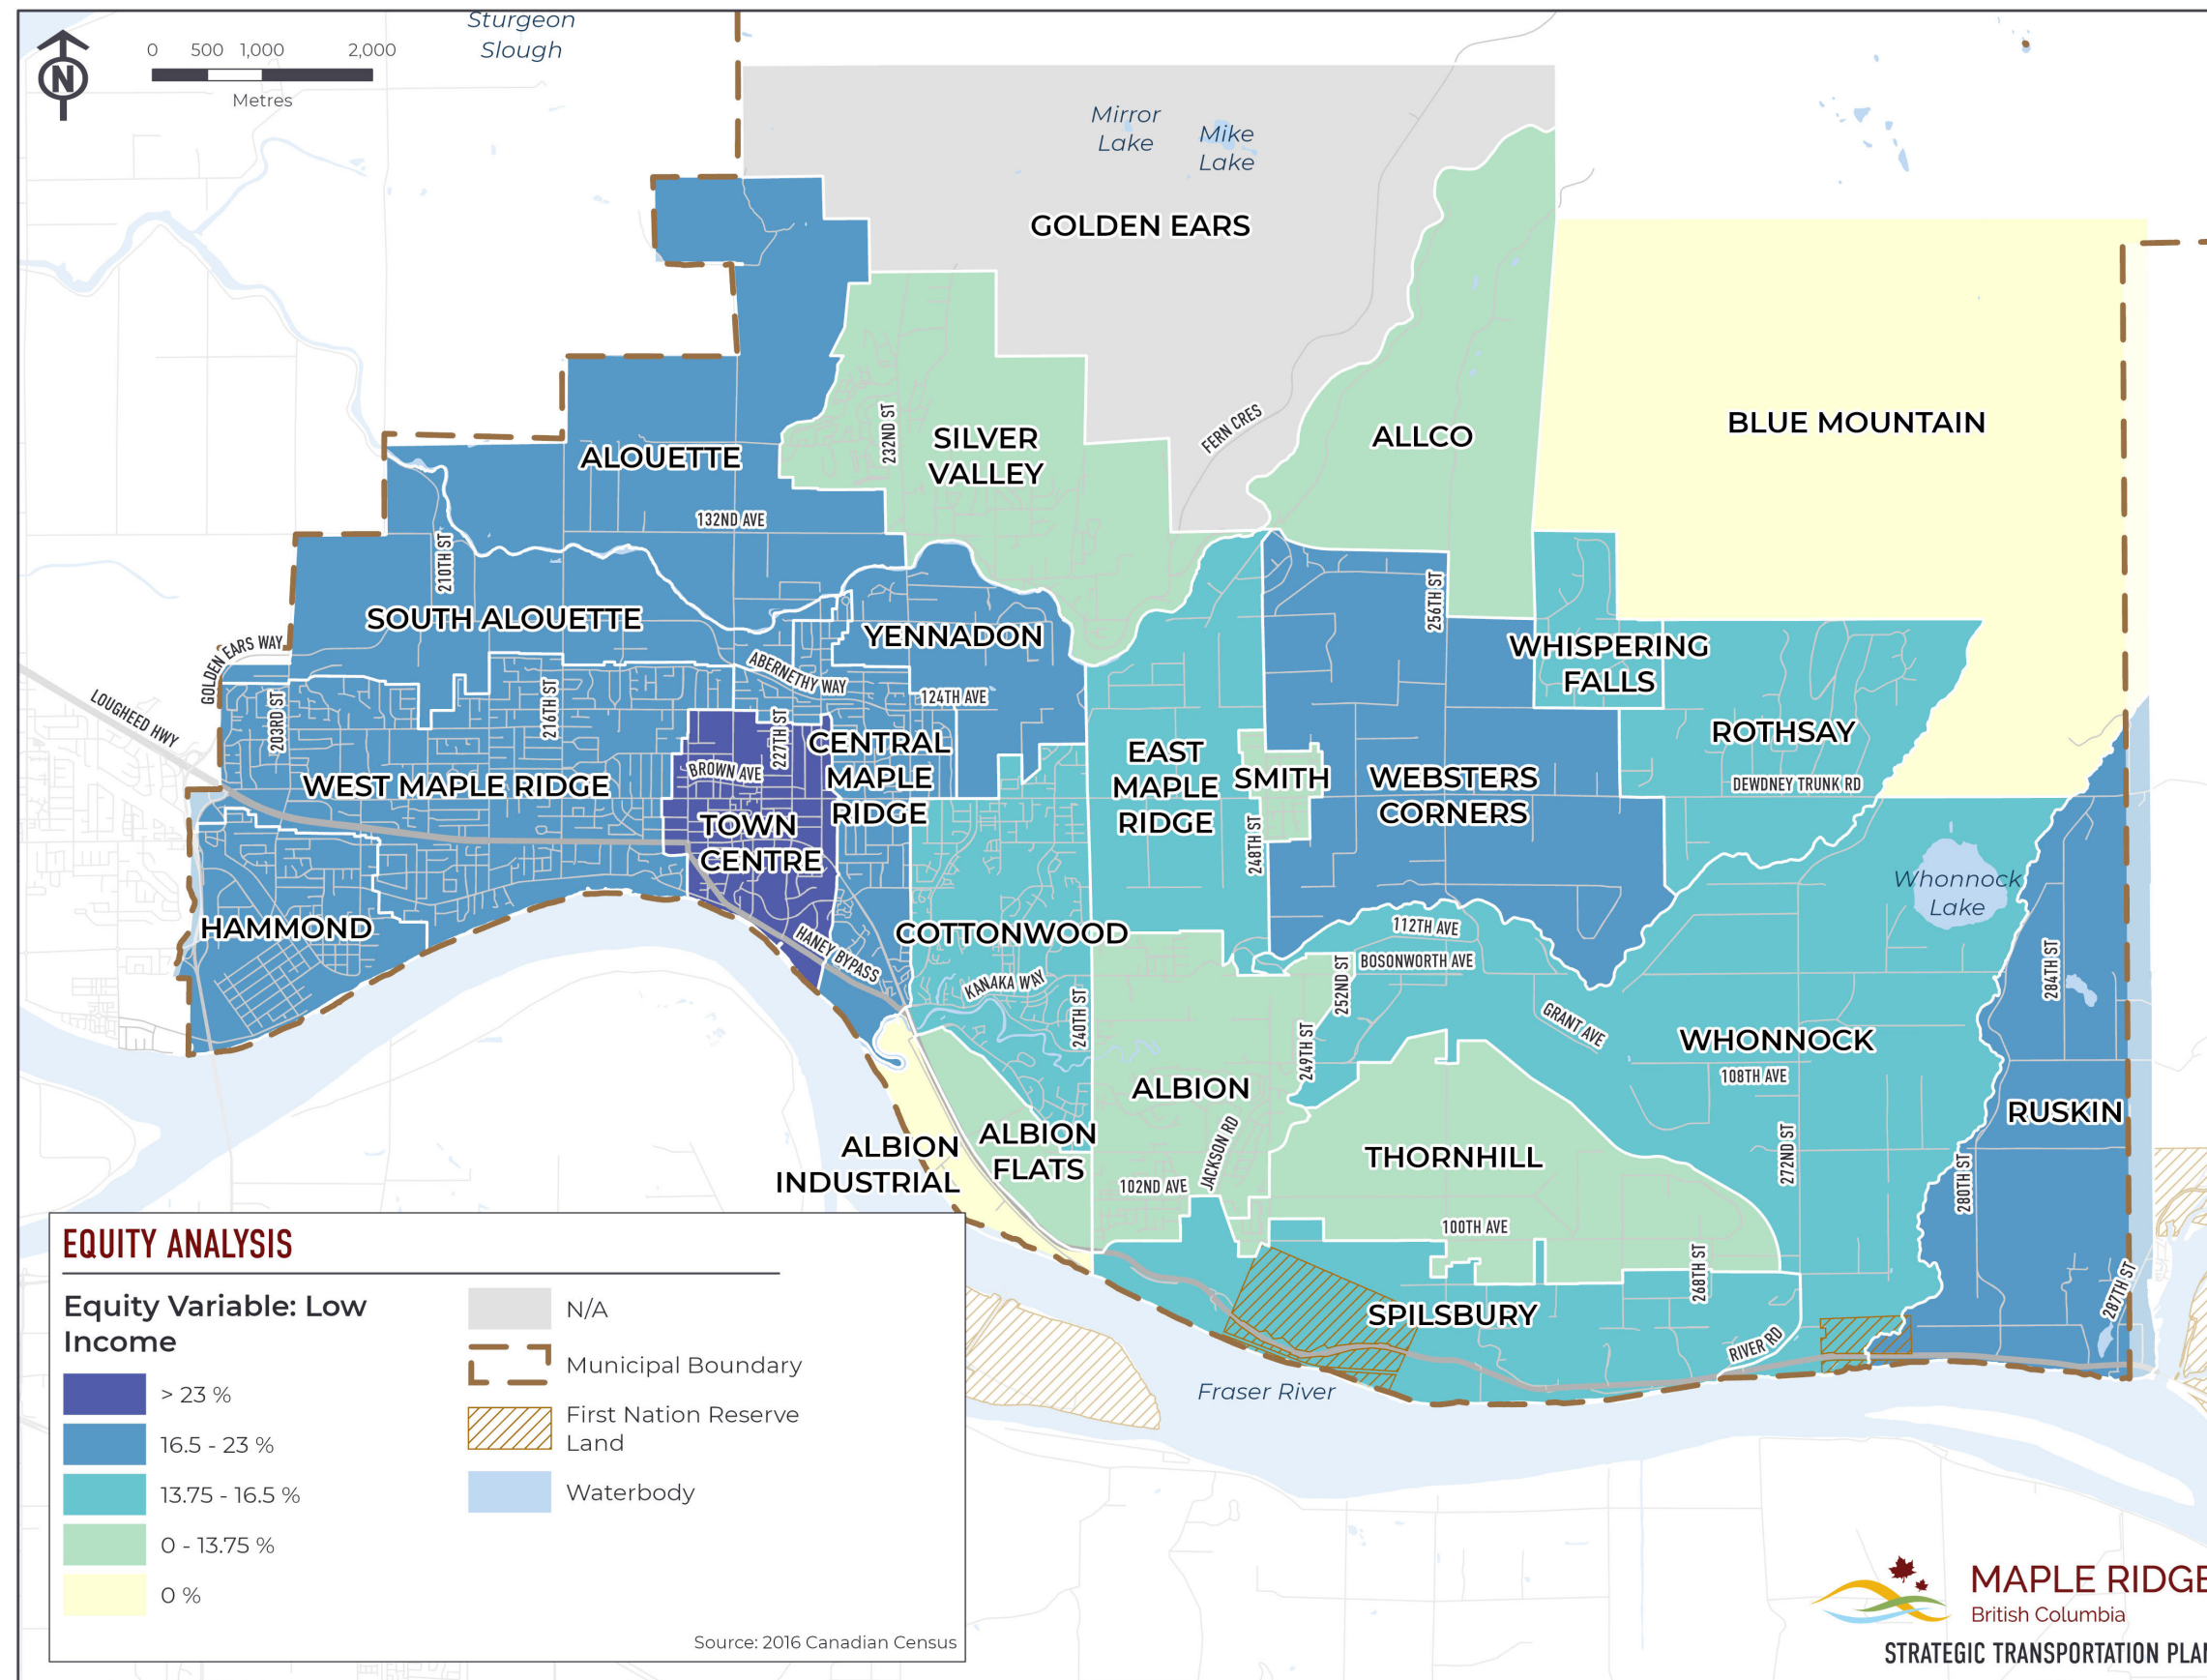 Sturgeon
Slough
0 500 1,000 2,000
Metres
N
Mirror
Lake
Mike
Lake
GOLDEN EARS
FERN CRES
ALLCO
BLUE MOUNTAIN
232ND ST
SILVER
VALLEY
ALOUETTE
132ND AVE
210TH ST
SOUTH ALOUETTE
YENNADON
256TH ST
WHISPERING
FALLS
GOLDEN EARS WAY
LOUGHEED HWY
203RD ST
216TH ST
ABERNETHY WAY
124TH AVE
227TH ST
BROWN AVE
CENTRAL
MAPLE
RIDGE
WEST MAPLE RIDGE
TOWN
CENTRE
EAST
MAPLE
RIDGE
SMITH
WEBSTERS
CORNERS
ROTHSAY
DEWDNEY TRUNK RD
248TH ST
Whonnock
Lake
HAMMOND
HANEY BYPASS
COTTONWOOD
KANAKA WAY
240TH ST
112TH AVE
BOSONWORTH AVE
252ND ST
249TH ST
GRANT AVE
284TH ST
WHONNOCK
108TH AVE
ALBION
JACKSON RD
102ND AVE
ALBION
FLATS
ALBION
INDUSTRIAL
THORNHILL
100TH AVE
272ND ST
280TH ST
RUSKIN
268TH ST
287TH ST
SPILSBURY
RIVER RD
Fraser River
EQUITY ANALYSIS
Equity Variable: Low
Income
> 23 %
16.5 - 23 %
13.75 - 16.5 %
0 - 13.75 %
0 %
N/A
Municipal Boundary
First Nation Reserve
Land
Waterbody
Source: 2016 Canadian Census
MAPLE RIDGE
British Columbia
STRATEGIC TRANSPORTATION PLAN